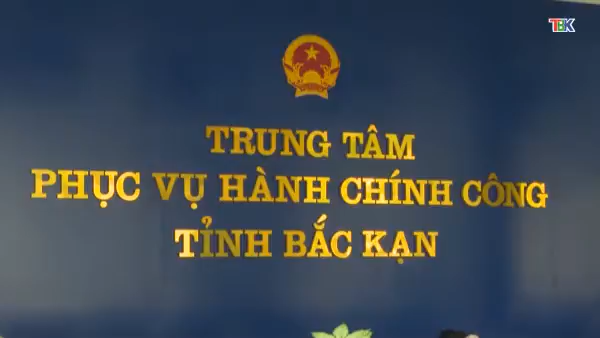 TBK
TRUNG TÂM
PHỤC VỤ HÀNH CHÍNH CÔNG
TỈNH BẮC KẠN